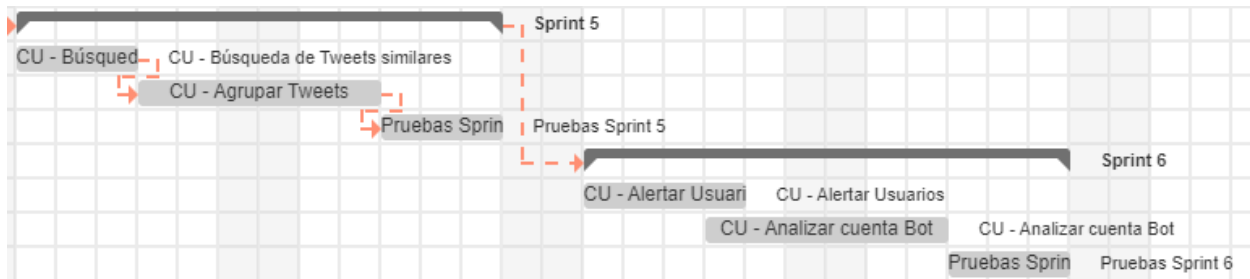 Sprint 5
CU - Búsqued CU - Búsqueda de Tweets similares
CU - Agrupar Tweets
Pruebas Sprin Pruebas Sprint 5
Sprint 6
CU - Alertar Usuari CU - Alertar Usuarios
CU - Analizar cuenta Bot CU - Analizar cuenta Bot
Pruebas Sprin Pruebas Sprint 6